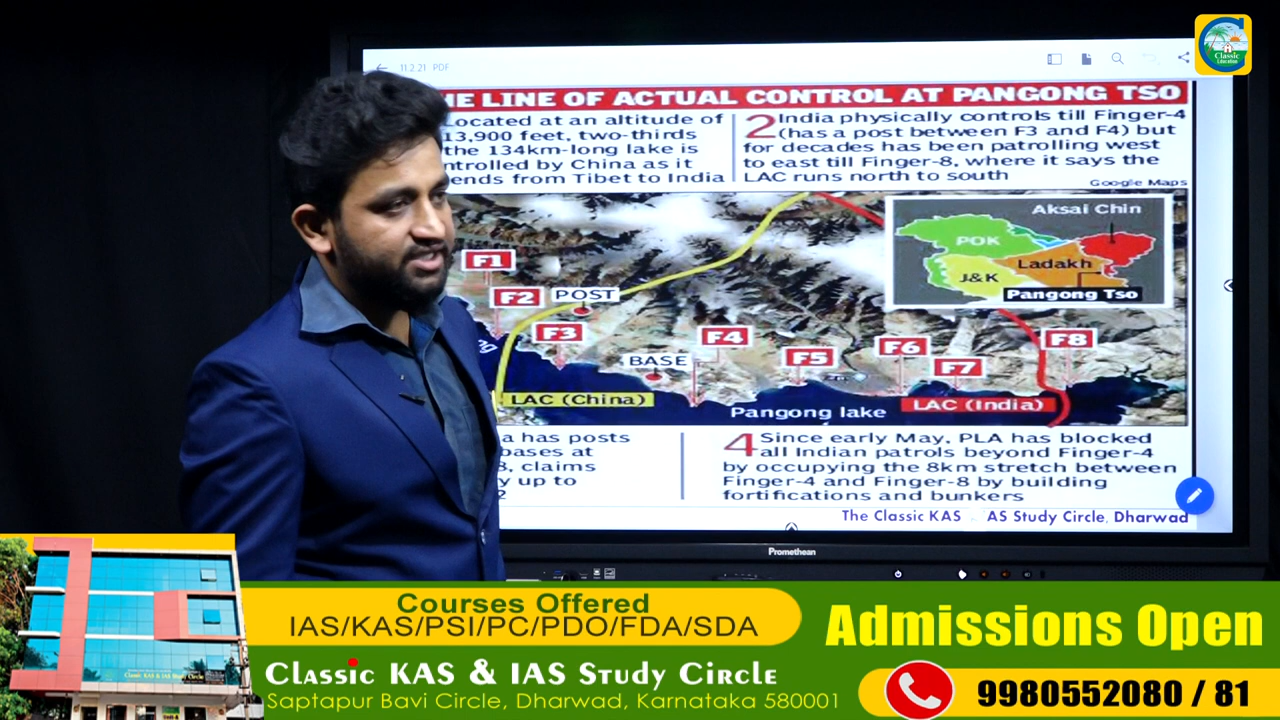 11.2.21 PDF
Classic
Education
THE LINE OF ACTUAL CONTROL AT PANGONG TSO
Located at an altitude of
13,900 feet, two-thirds
the 134km-long lake is
ntrolled by China as it
ends from Tibet to India
2 India physically controls till Finger-4
(has a post between F3 and F4) but
for decades has been patrolling west
to east till Finger-8, where it says the
LAC runs north to south
Google Maps
Aksai Chin
POK
J&K
Ladakh
Pangong Tso
F1
F2
POST
F3
BASE
F4
F5
F6
F7
F8
LAC (China)
Pangong lake
LAC (India)
a has posts
bases at
8, claims
y up to
2
4 Since early May, PLA has blocked
all Indian patrols beyond Finger-4
by occupying the 8km stretch between
Finger-4 and Finger-8 by building
fortifications and bunkers
The Classic KAS AS Study Circle, Dharwad
Promethean
Courses Offered
IAS/KAS/PSI/PC/PDO/FDA/SDA
Classic KAS & IAS Study Circle
Saptapur Bavi Circle, Dharwad, Karnataka 580001
Admissions Open
9980552080 / 81
Classic KAS & IAS Study Circle